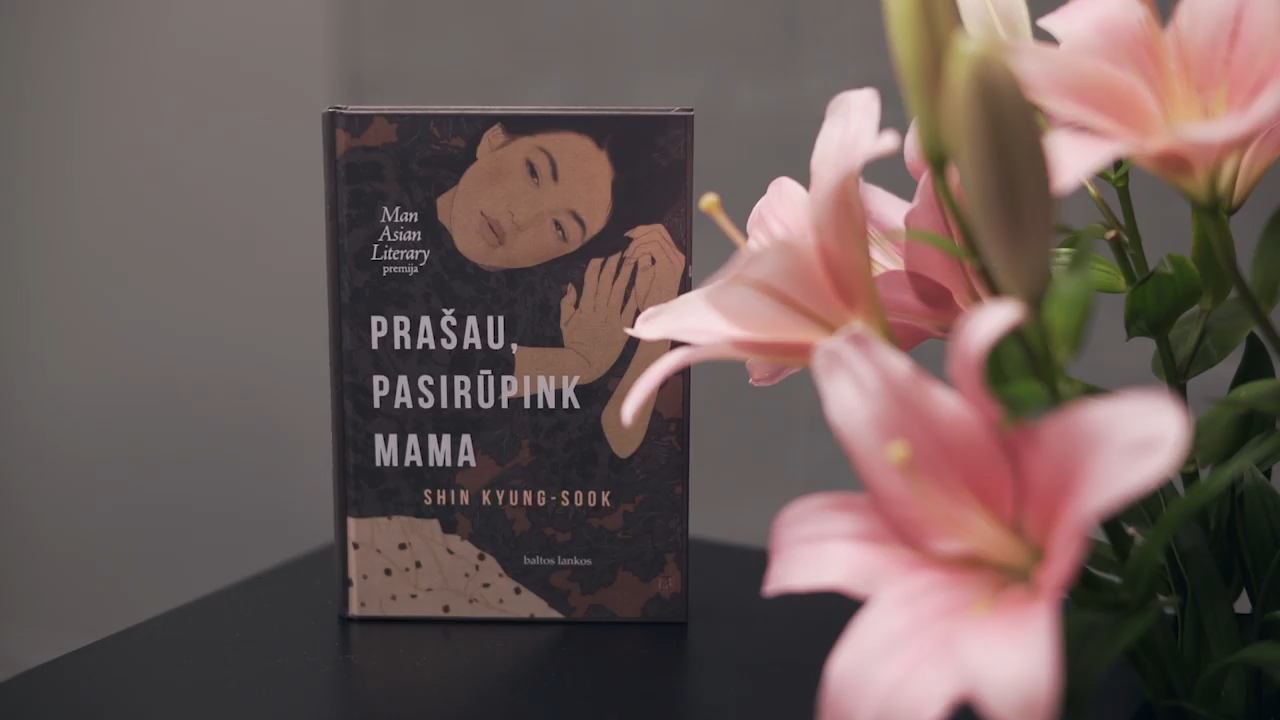 Man
Asian
Literary
premija
PRAŠAU,
PASIRŪPINK
MAMA
SHIN KYUNG-SOOK
baltos lankos